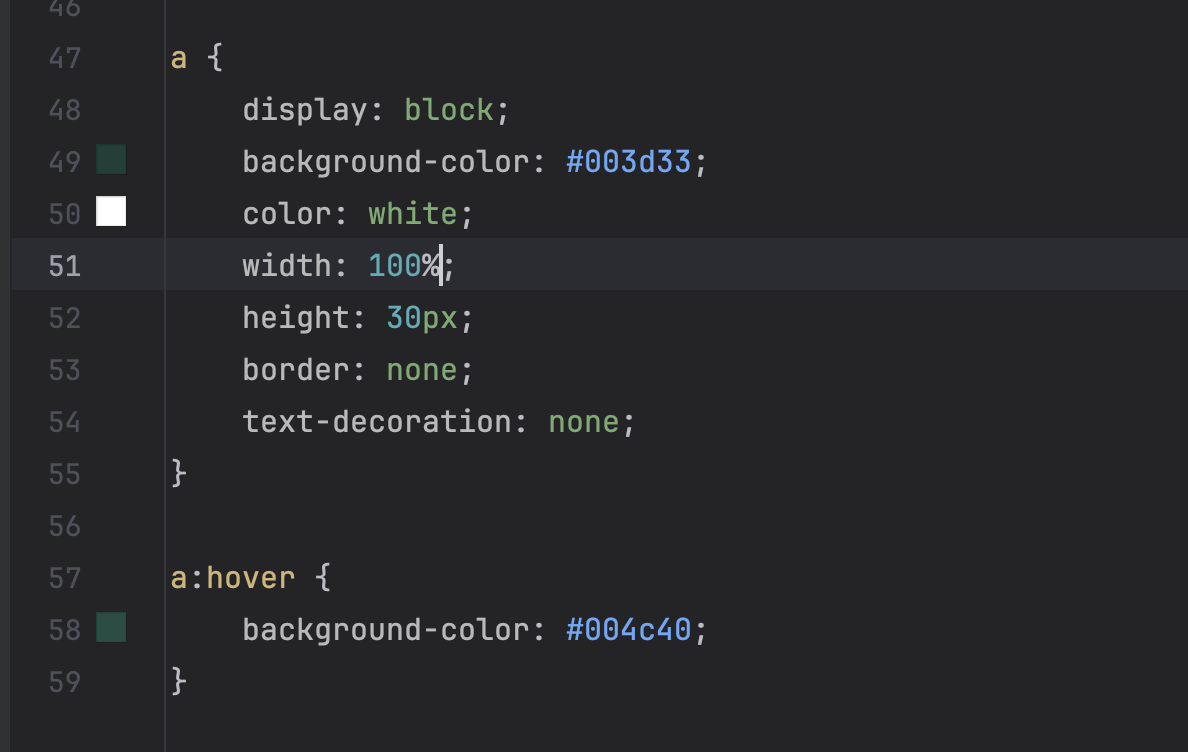 46
47 a {
48     display: block;
49     background-color: #003d33;
50     color: white;
51     width: 100%;
52     height: 30px;
53     border: none;
54     text-decoration: none;
55 }
56
57 a:hover {
58     background-color: #004c40;
59 }